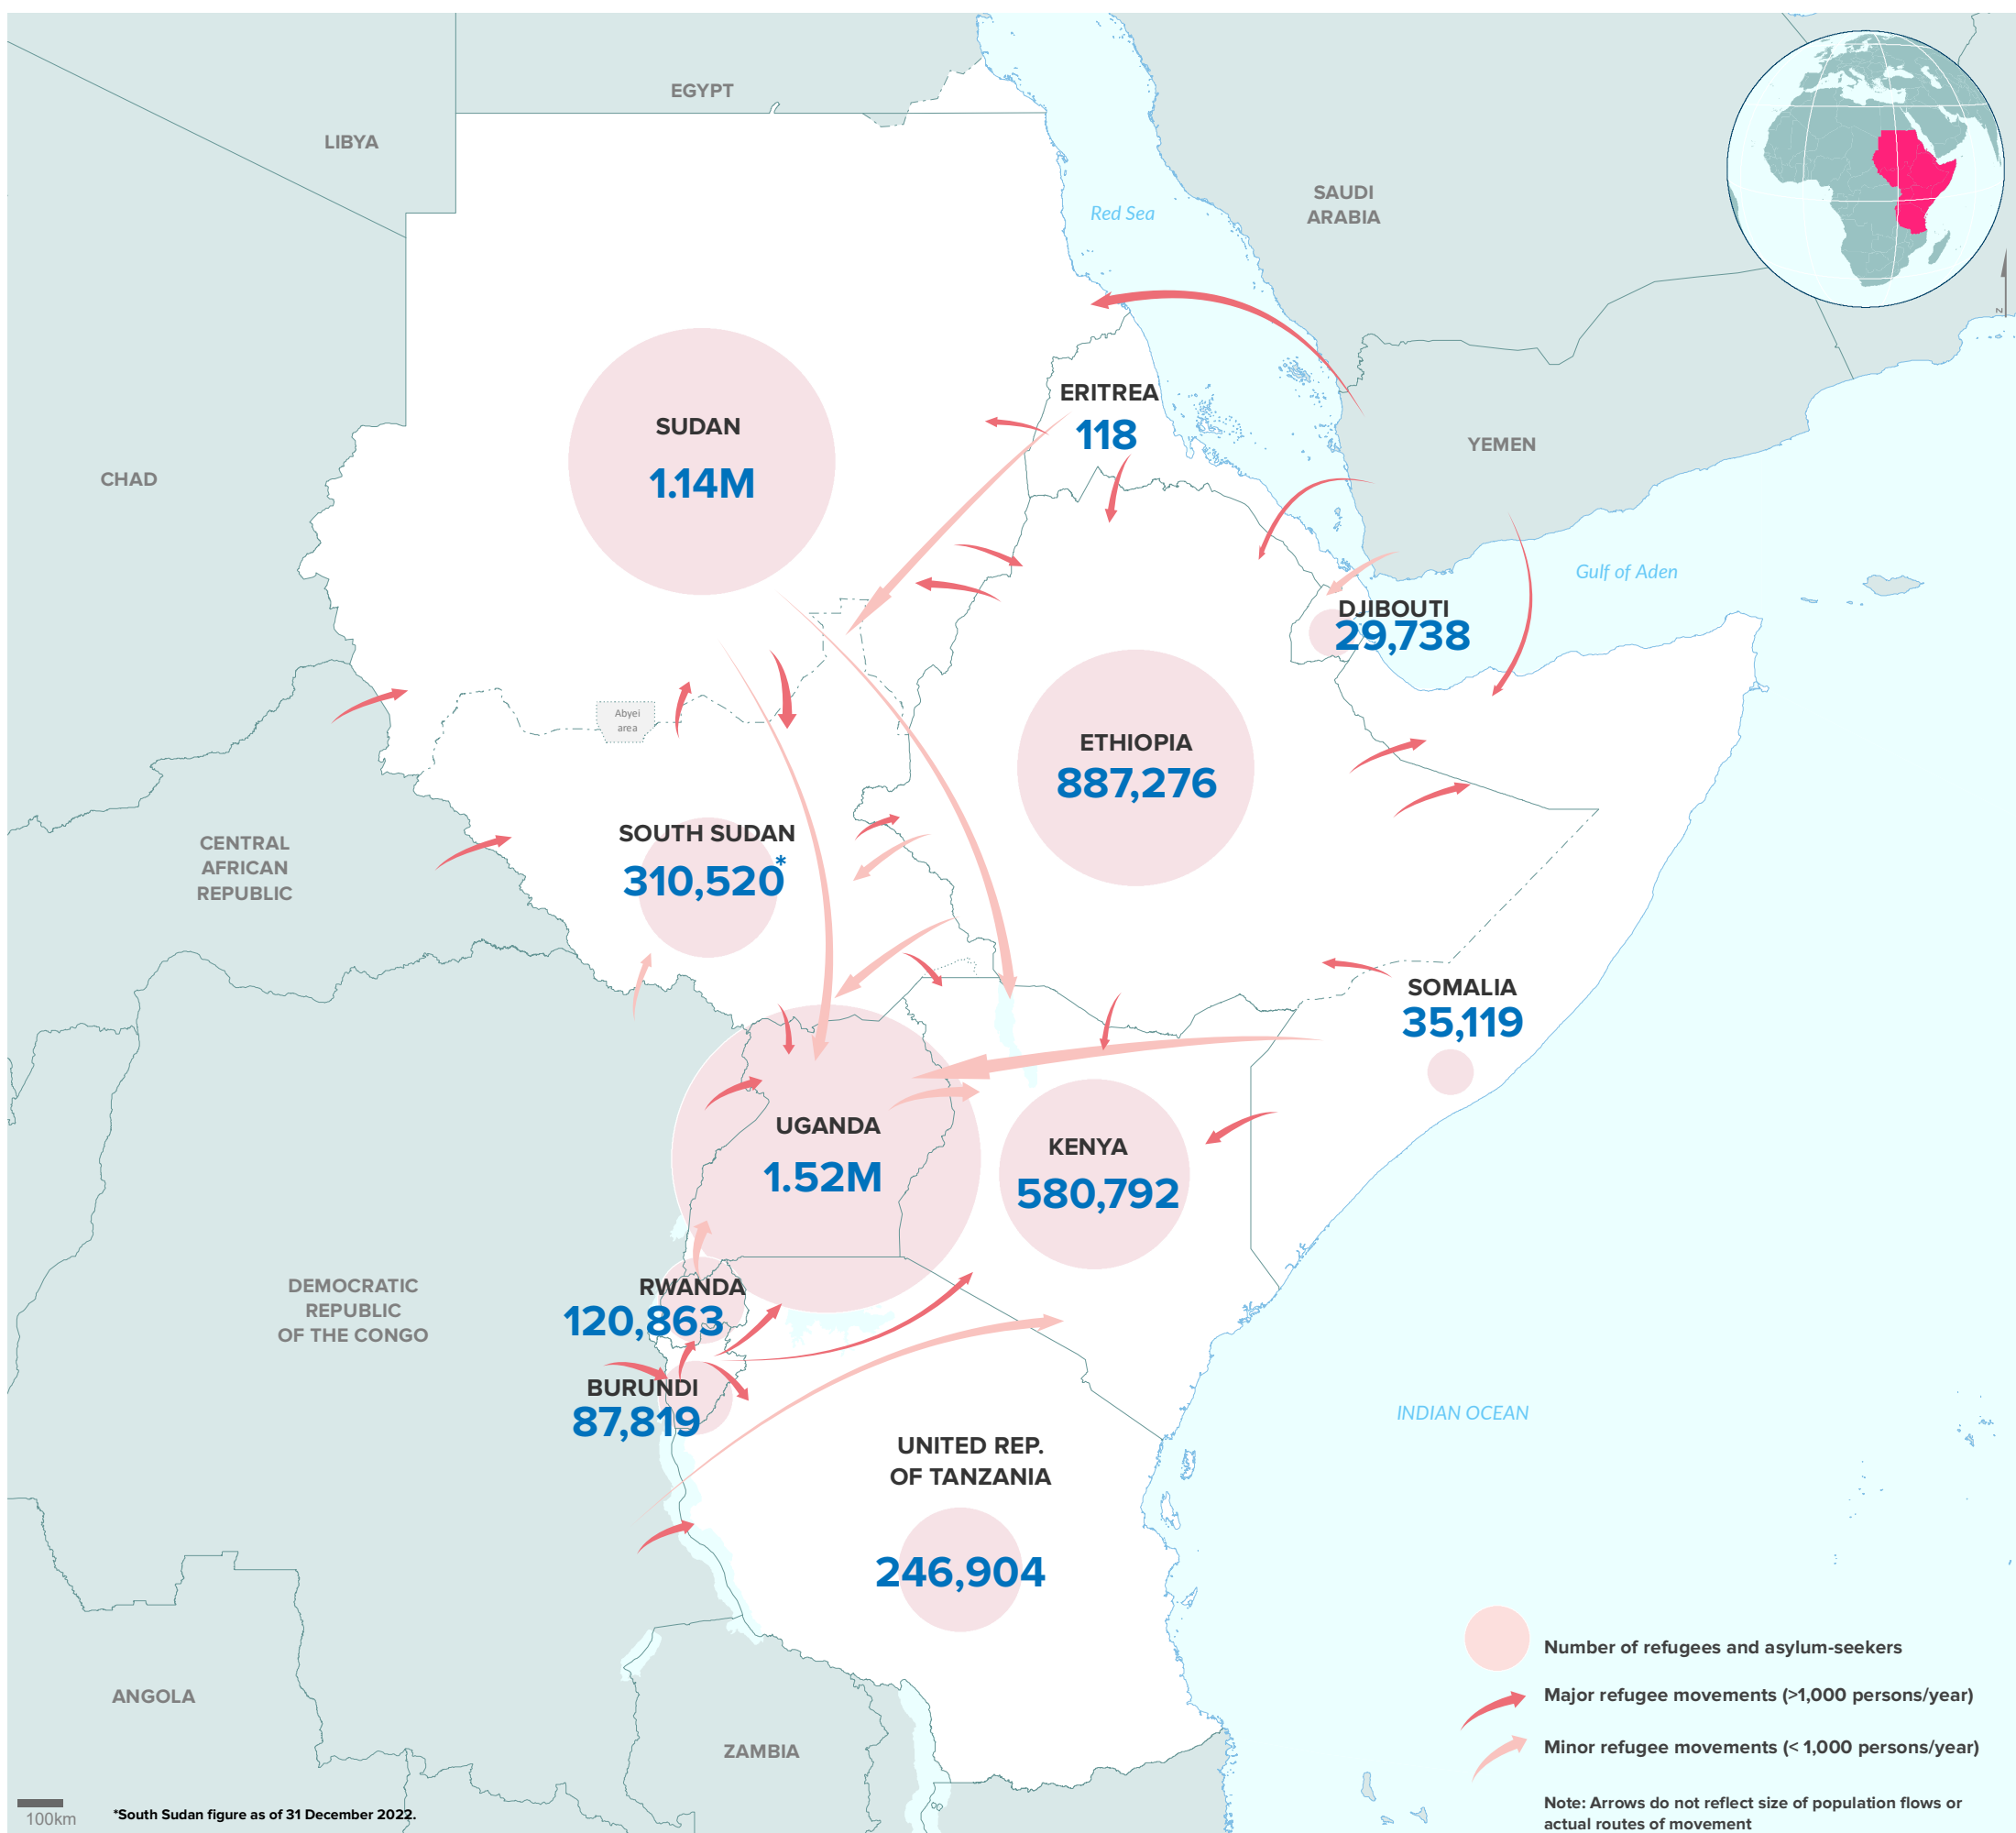 EGYPT
LIBYA
SAUDI
ARABIA
Red Sea
N
ERITREA
118
SUDAN
1.14M
YEMEN
CHAD
Gulf of Aden
DJIBOUTI
29,738
Abyei
area
ETHIOPIA
887,276
SOUTH SUDAN
310,520*
CENTRAL
AFRICAN
REPUBLIC
SOMALIA
35,119
UGANDA
1.52M
KENYA
580,792
RWANDA
120,863
DEMOCRATIC
REPUBLIC
OF THE CONGO
BURUNDI
87,819
INDIAN OCEAN
UNITED REP.
OF TANZANIA
246,904
ANGOLA
ZAMBIA
Number of refugees and asylum-seekers
Major refugee movements (>1,000 persons/year)
Minor refugee movements (< 1,000 persons/year)
Note: Arrows do not reflect size of population flows or
actual routes of movement
100km
*South Sudan figure as of 31 December 2022.